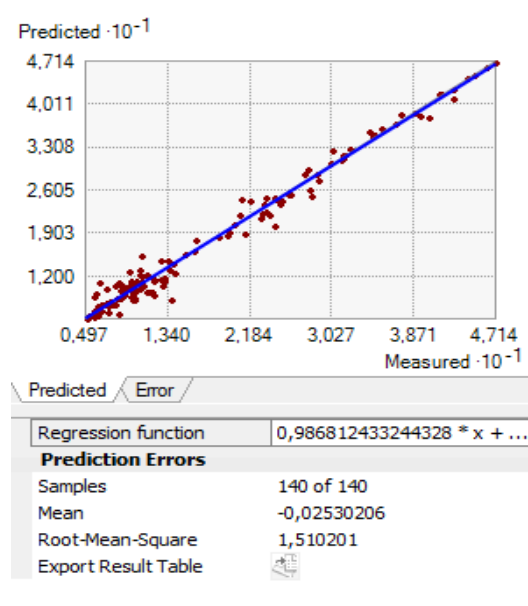 Predicted ·10-1
4,714
4,011
3,308
2,605
1,903
1,200
0,497 1,340 2,184 3,027 3,871 4,714
Measured ·10-1
Predicted Error
Regression function 0,986812433244328 * x + ...
Prediction Errors
Samples 140 of 140
Mean -0,02530206
Root-Mean-Square 1,510201
Export Result Table